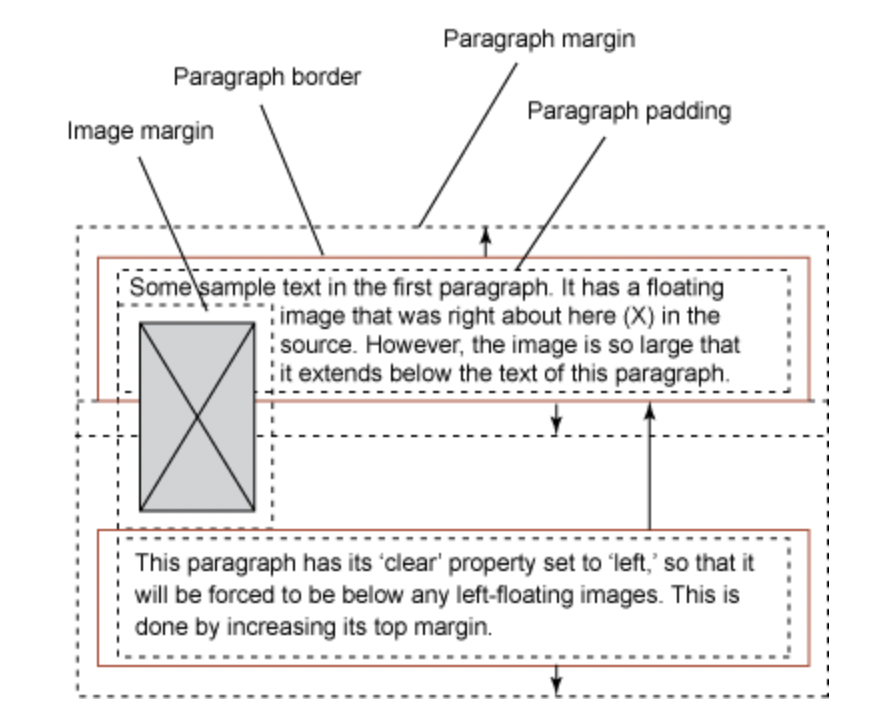 Paragraph margin
Paragraph border
Paragraph padding
Image margin
Some sample text in the first paragraph. It has a floating
image that was right about here (X) in the
source. However, the image is so large that
it extends below the text of this paragraph.
This paragraph has its ‘clear’ property set to ‘left,’ so that it
will be forced to be below any left-floating images. This is
done by increasing its top margin.